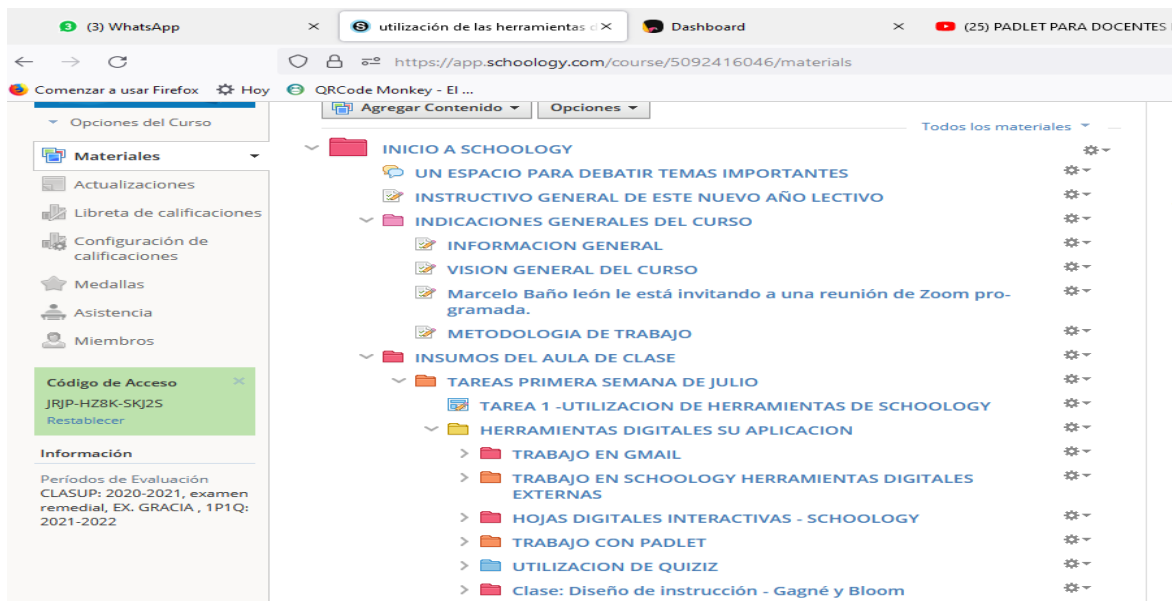 (3) WhatsApp
utilización de las herramientas d
Dashboard
(25) PADLET PARA DOCENTES
https://app.schoology.com/course/5092416046/materials
Comenzar a usar Firefox
Hoy
QRCode Monkey - El ...
Agregar Contenido
Opciones
Opciones del Curso
Todos los materiales
Materiales
Actualizaciones
Libreta de calificaciones
Configuración de
calificaciones
Medallas
Asistencia
Miembros
Código de Acceso
JRJP-HZ8K-SKJ2S
Restablecer
Información
Períodos de Evaluación
CLASUP: 2020-2021, examen
remedial, EX. GRACIA , 1P1Q:
2021-2022
INICIO A SCHOOLOGY
UN ESPACIO PARA DEBATIR TEMAS IMPORTANTES
INSTRUCTIVO GENERAL DE ESTE NUEVO AÑO LECTIVO
INDICACIONES GENERALES DEL CURSO
INFORMACION GENERAL
VISION GENERAL DEL CURSO
Marcelo Baño león le está invitando a una reunión de Zoom pro-
gramada.
METODOLOGIA DE TRABAJO
INSUMOS DEL AULA DE CLASE
TAREAS PRIMERA SEMANA DE JULIO
TAREA 1 -UTILIZACION DE HERRAMIENTAS DE SCHOOLOGY
HERRAMIENTAS DIGITALES SU APLICACION
TRABAJO EN GMAIL
TRABAJO EN SCHOOLOGY HERRAMIENTAS DIGITALES
EXTERNAS
HOJAS DIGITALES INTERACTIVAS - SCHOOLOGY
TRABAJO CON PADLET
UTILIZACION DE QUIZIZ
Clase: Diseño de instrucción - Gagné y Bloom